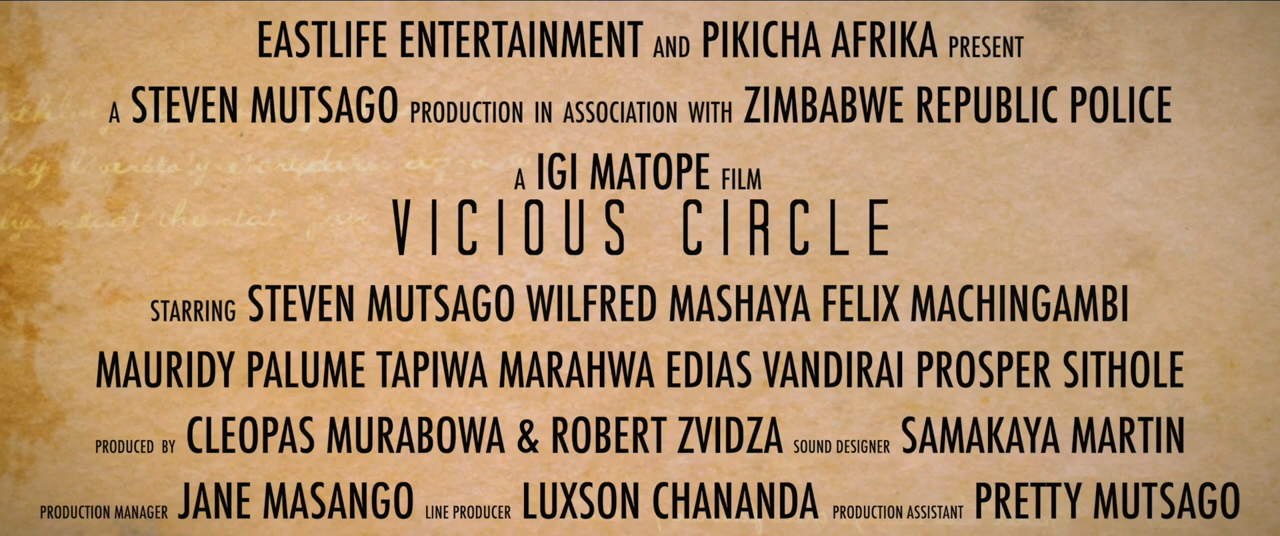 EASTLIFE ENTERTAINMENT AND PIKICHA AFRIKA PRESENT
A STEVEN MUTSAGO PRODUCTION IN ASSOCIATION WITH ZIMBABWE REPUBLIC POLICE
A IGI MATOPE FILM
VICIOUS CIRCLE
STARRING STEVEN MUTSAGO WILFRED MASHAYA FELIX MACHINGAMBI
MAURIDY PALUME TAPIWA MARAHWA EDIAS VANDIRAI PROSPER SITHOLE
PRODUCED BY CLEOPAS MURABOWA & ROBERT ZVIDZA SOUND DESIGNER SAMAKAYA MARTIN
PRODUCTION MANAGER JANE MASANGO LINE PRODUCER LUXSON CHANANDA PRODUCTION ASSISTANT PRETTY MUTSAGO